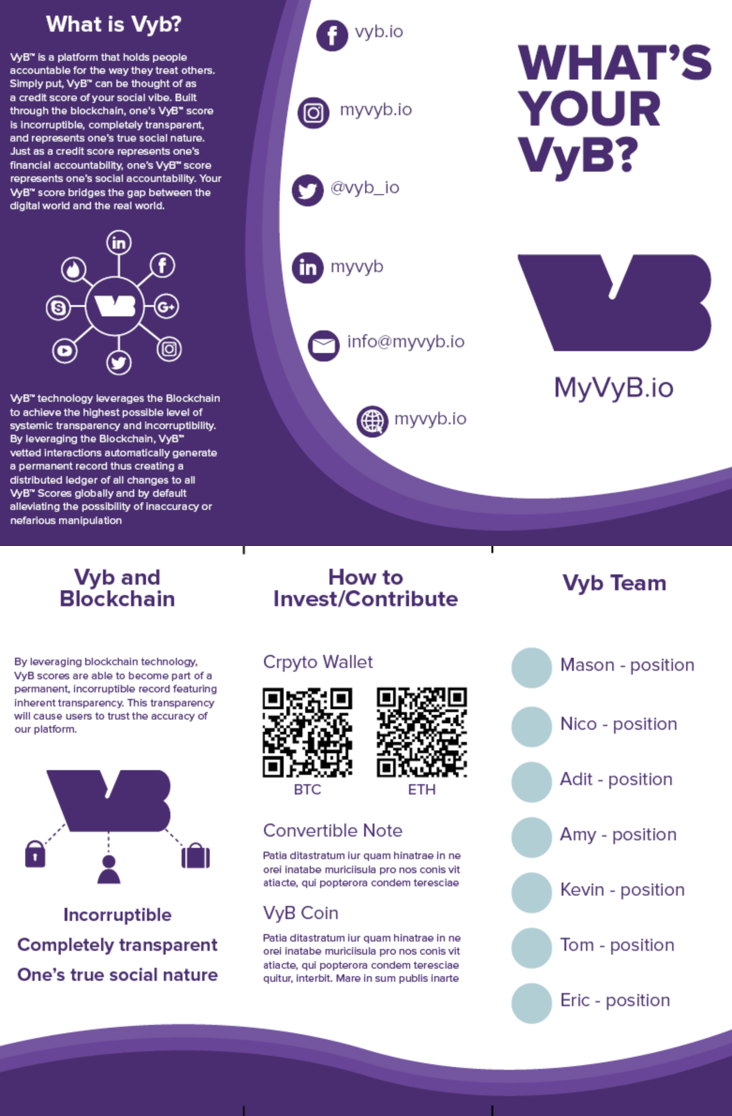 What is Vyb?
VyB™ is a platform that holds people
accountable for the way they treat others.
Simply put, VyB™ can be thought of as
a credit score of your social vibe. Built
through the blockchain, one's VyB™ score
is incorruptible, completely transparent,
and represents one's true social nature.
Just as a credit score represents one's
financial accountability, one's VyB™ score
represents one's social accountability. Your
VyB™ score bridges the gap between the
digital world and the real world.
VyB™ technology leverages the Blockchain
to achieve the highest possible level of
systemic transparency and incorruptibility.
By leveraging the Blockchain, VyB™
vetted interactions automatically generate
a permanent record thus creating a
distributed ledger of all changes to all
VyB™ Scores globally and by default
alleviating the possibility of inaccuracy or
nefarious manipulation
vyb.io
myvyb.io
@vyb_io
myvyb
info@myvyb.io
myvyb.io
WHAT'S
YOUR
VyB?
VB
MyVyB.io
Vyb and
Blockchain
By leveraging blockchain technology,
VyB scores are able to become part of a
permanent, incorruptible record featuring
inherent transparency. This transparency
will cause users to trust the accuracy of
our platform.
VB
Incorruptible
Completely transparent
One's true social nature
How to
Invest/Contribute
Crpyto Wallet
BTC ETH
Convertible Note
Patia ditastratum iur quam hinatrae in ne
orei inatabe muriciisula pro nos conis vit
atiacte, qui popterora condem teresciae
VyB Coin
Patia ditastratum iur quam hinatrae in ne
orei inatabe muriciisula pro nos conis vit
atiacte, qui popterora condem teresciae
quitur, interbit. Mare in sum publis inarte
Vyb Team
Mason - position
Nico - position
Adit - position
Amy - position
Kevin - position
Tom - position
Eric - position